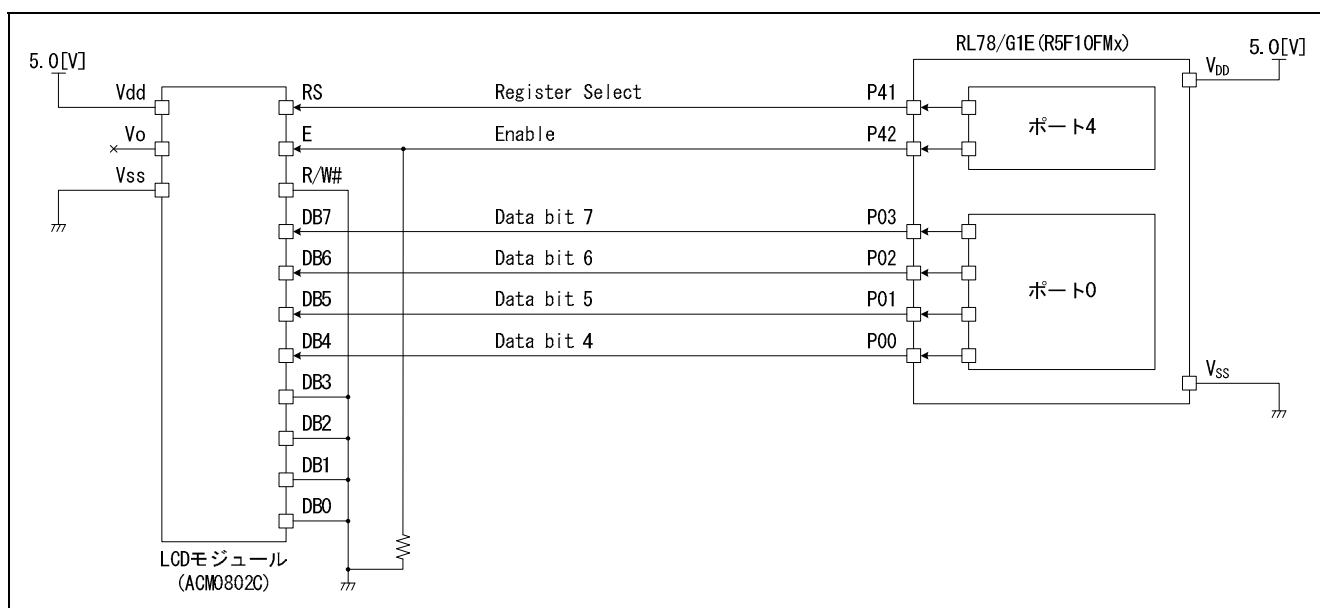 RL78/G1E(R5F10FMx)
5.0[V]
5.0[V]
Vdd
RS
Register Select
P41
VDD
ポート4
Vo
E
Enable
P42
Vss
R/W#
DB7
Data bit 7
P03
DB6
Data bit 6
P02
ポート0
DB5
Data bit 5
P01
DB4
Data bit 4
P00
VSS
DB3
DB2
DB1
DB0
LCDモジュール
(ACM0802C)